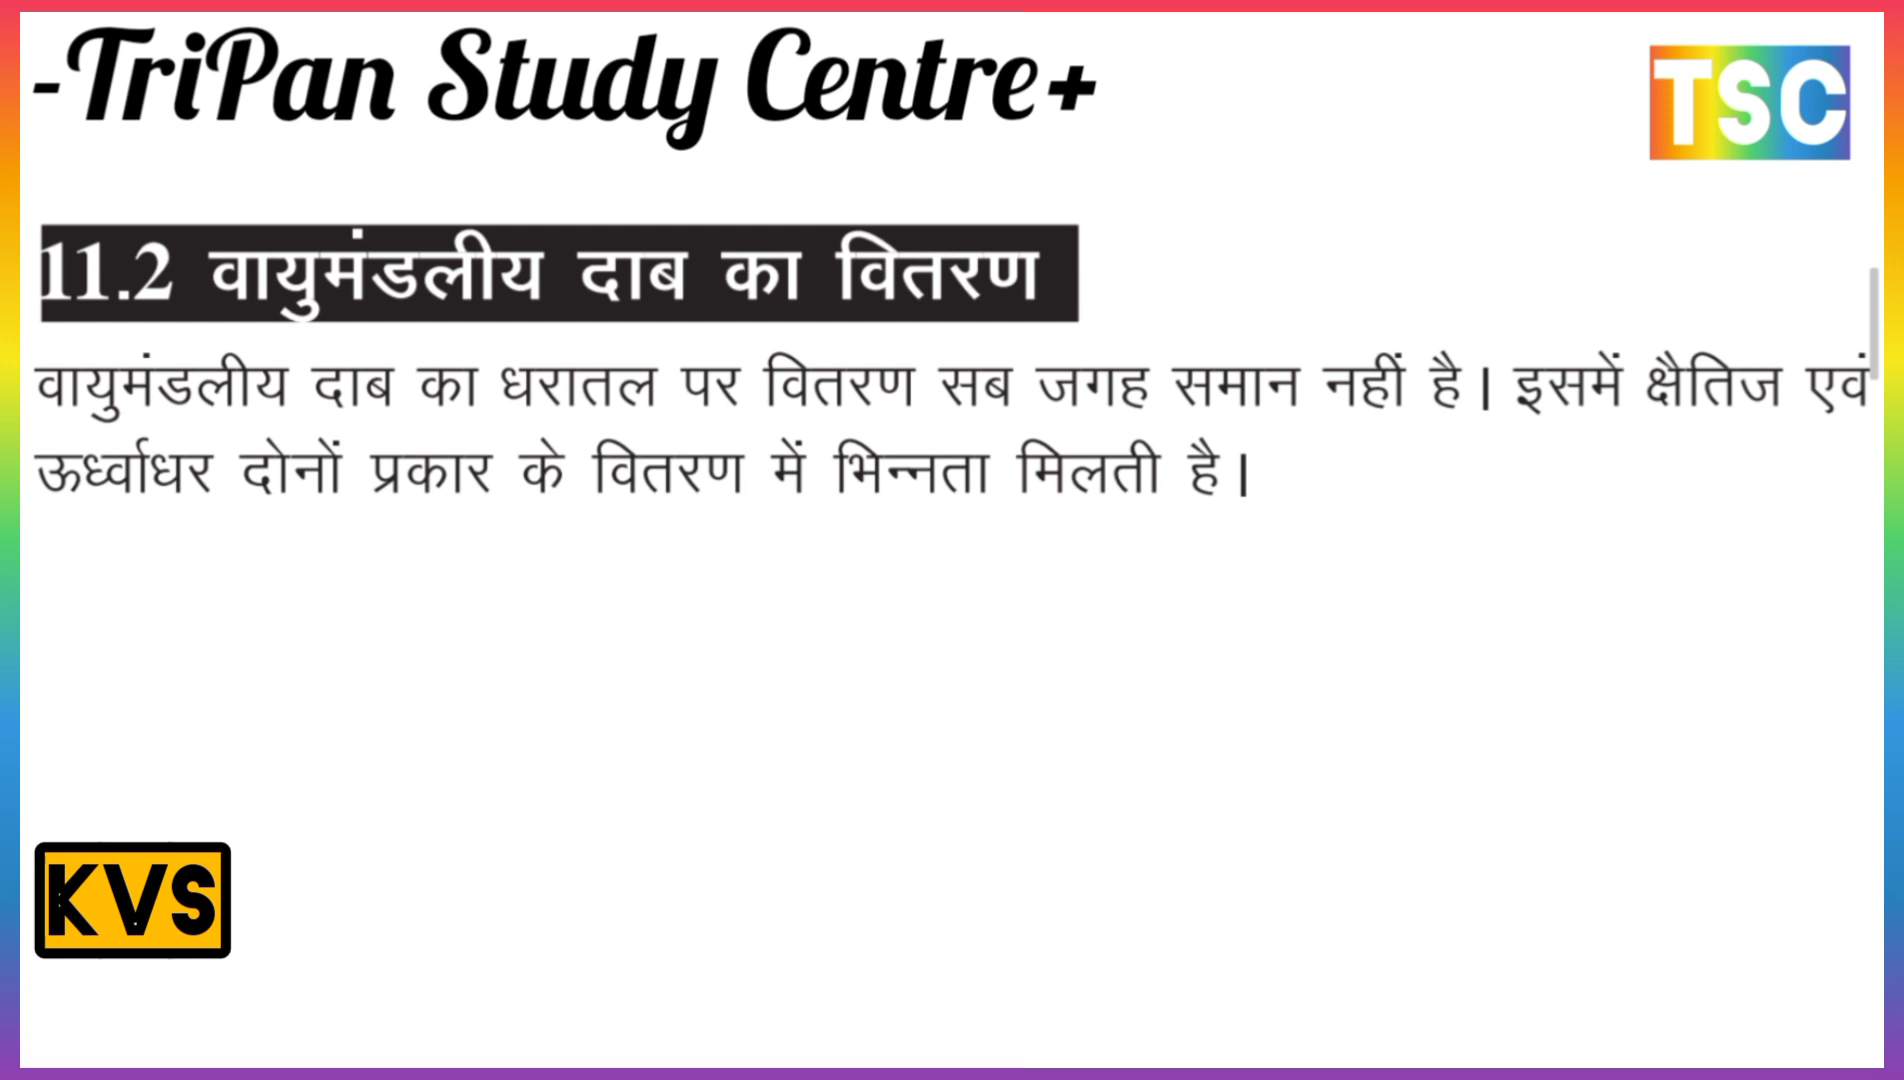 -TriPan Study Centre+
TSC
11.2 वायुमंडलीय दाब का वितरण
वायुमंडलीय दाब का धरातल पर वितरण सब जगह समान नहीं है। इसमें क्षैतिज एवं
ऊर्ध्वाधर दोनों प्रकार के वितरण में भिन्नता मिलती है।
KVS